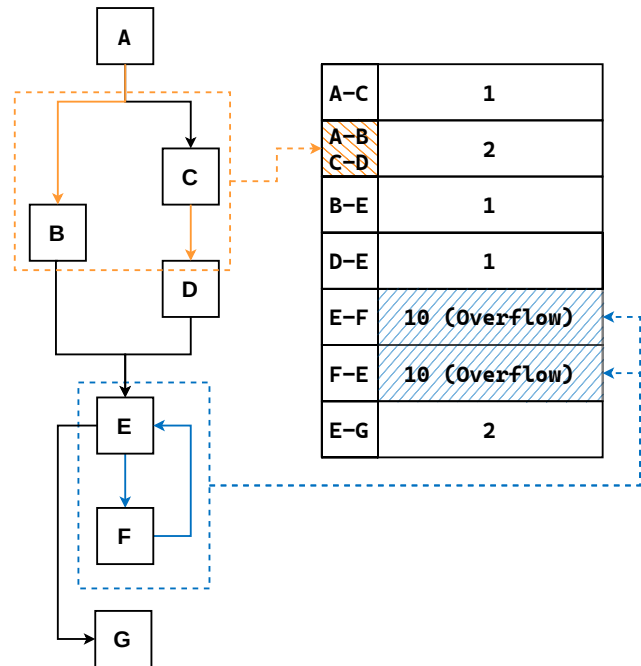 A
C
B
D
E
F
G
A-C 1
A-B
C-D 2
B-E 1
D-E 1
E-F 10 (Overflow)
F-E 10 (Overflow)
E-G 2